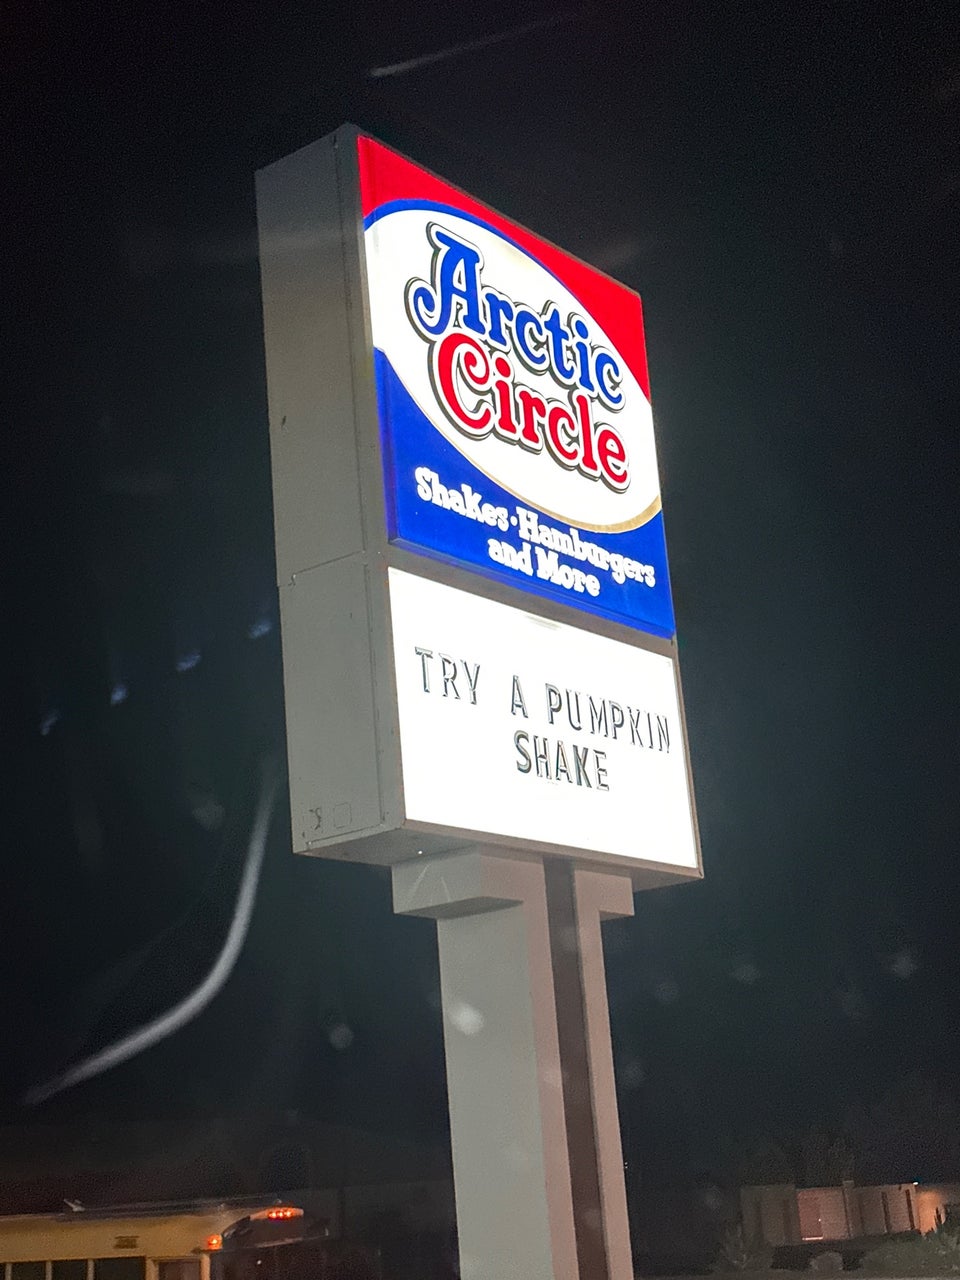 Arctic
Circle
Shakes · Hamburgers
and More
TRY A PUMPKIN
SHAKE